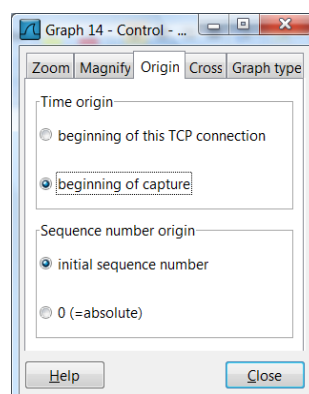 Graph 14 - Control - ...
Zoom Magnify Origin Cross Graph type
Time origin
beginning of this TCP connection
beginning of capture
Sequence number origin
initial sequence number
0 (=absolute)
Help Close